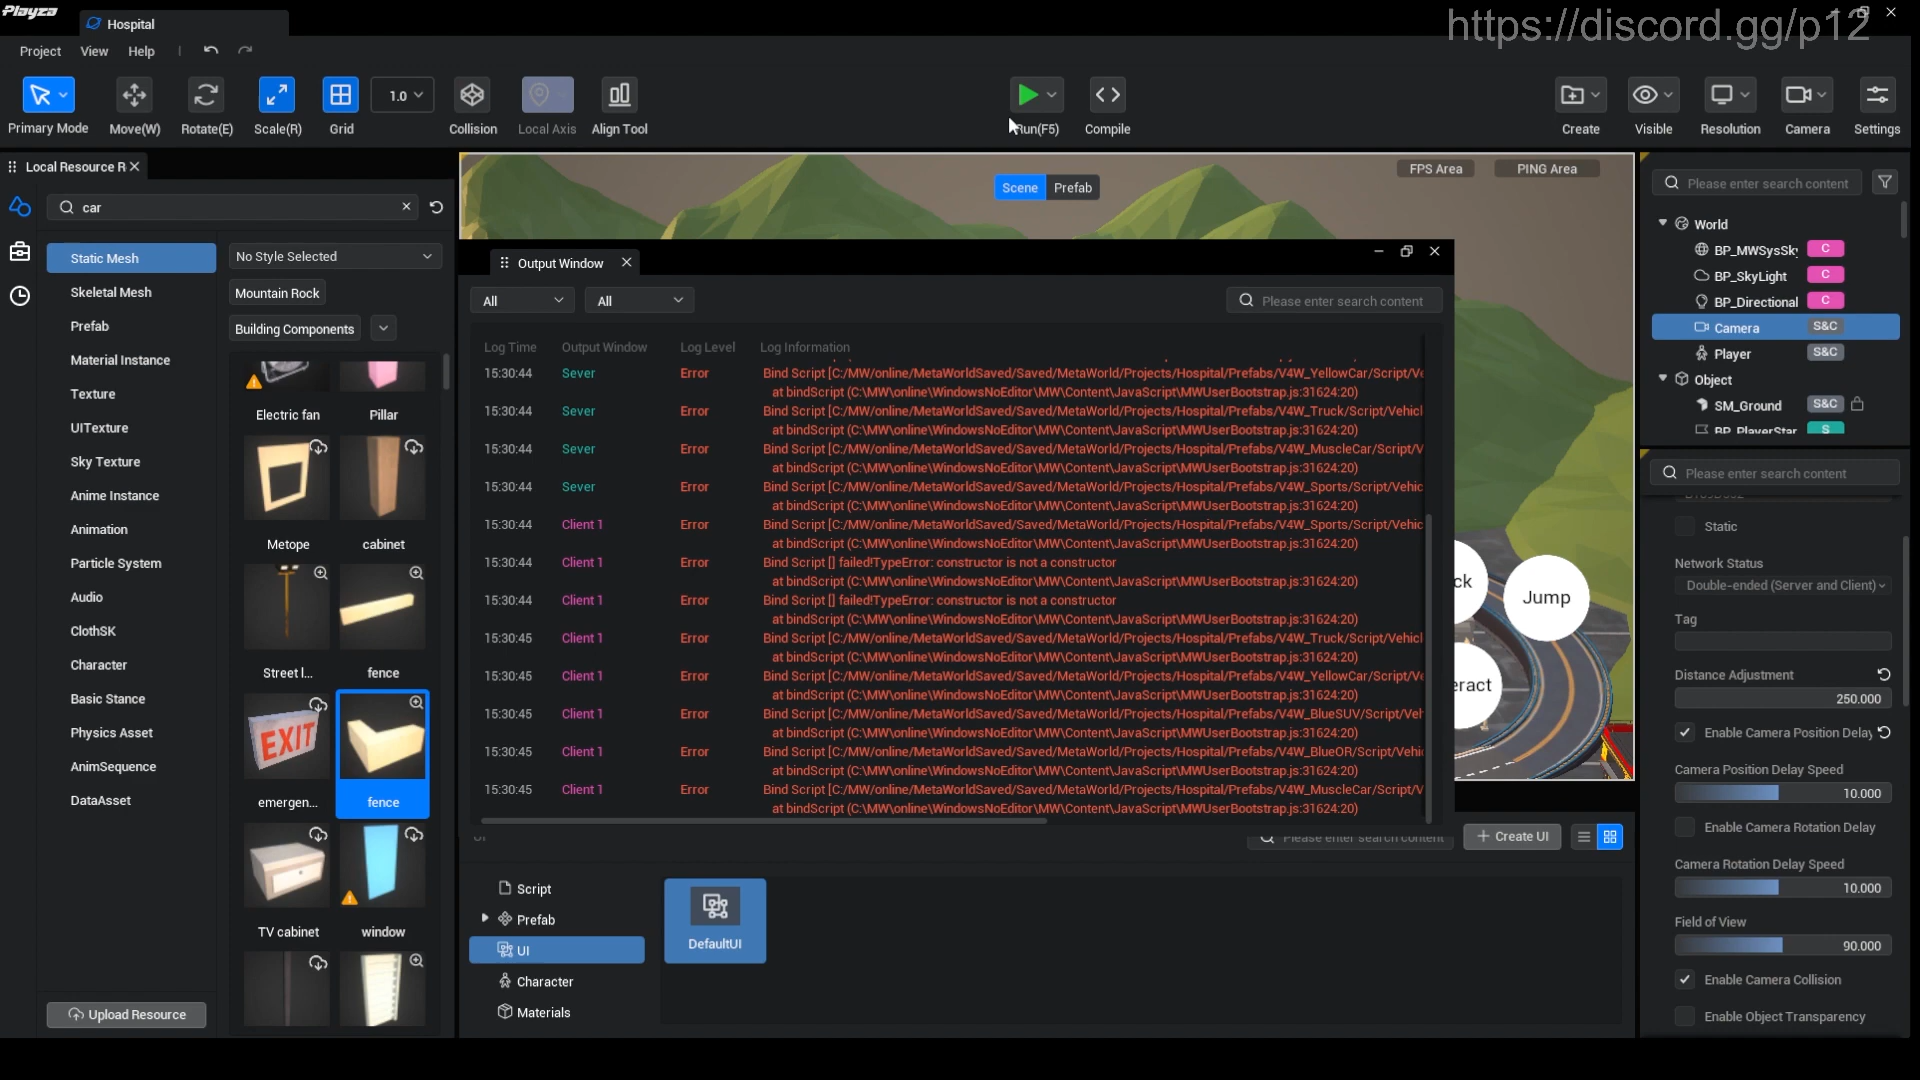 Playza
Hospital
https://discord.gg/p12
Project View Help
1.0
Primary Mode Move(W) Rotate(E) Scale(R) Grid Collision Local Axis Align Tool Run(F5) Compile Create Visible Resolution Camera Settings
Local Resource
car
Static Mesh
Skeletal Mesh
Prefab
Material Instance
Texture
UITexture
Sky Texture
Anime Instance
Animation
Particle System
Audio
ClothSK
Character
Basic Stance
Physics Asset
AnimSequence
DataAsset
Upload Resource
No Style Selected
Mountain Rock
Building Components
Electric fan Pillar
Metope cabinet
Street l... fence
EXIT
emergen... fence
TV cabinet window
FPS Area PING Area
Scene Prefab
Output Window
All All Please enter search content
Log Time Output Window Log Level Log Information
15:30:44 Sever Error Bind Script [C:/MW/online/MetaWorldSaved/Saved/MetaWorld/Projects/Hospital/Prefabs/V4W_YellowCar/Script/Ve
at bindScript (C:\MW\online\WindowsNoEditor\MW\Content\JavaScript\MWUserBootstrap.js:31624:20)
15:30:44 Sever Error Bind Script [C:/MW/online/MetaWorldSaved/Saved/MetaWorld/Projects/Hospital/Prefabs/V4W_Truck/Script/Vehicl
at bindScript (C:\MW\online\WindowsNoEditor\MW\Content\JavaScript\MWUserBootstrap.js:31624:20)
15:30:44 Sever Error Bind Script [C:/MW/online/MetaWorldSaved/Saved/MetaWorld/Projects/Hospital/Prefabs/V4W_MuscleCar/Script/V
at bindScript (C:\MW\online\WindowsNoEditor\MW\Content\JavaScript\MWUserBootstrap.js:31624:20)
15:30:44 Sever Error Bind Script [C:/MW/online/MetaWorldSaved/Saved/MetaWorld/Projects/Hospital/Prefabs/V4W_Sports/Script/Vehic
at bindScript (C:\MW\online\WindowsNoEditor\MW\Content\JavaScript\MWUserBootstrap.js:31624:20)
15:30:44 Client 1 Error Bind Script [C:/MW/online/MetaWorldSaved/Saved/MetaWorld/Projects/Hospital/Prefabs/V4W_Sports/Script/Vehic
at bindScript (C:\MW\online\WindowsNoEditor\MW\Content\JavaScript\MWUserBootstrap.js:31624:20)
15:30:44 Client 1 Error Bind Script [] failed!TypeError: constructor is not a constructor
at bindScript (C:\MW\online\WindowsNoEditor\MW\Content\JavaScript\MWUserBootstrap.js:31624:20)
15:30:44 Client 1 Error Bind Script [] failed!TypeError: constructor is not a constructor
at bindScript (C:\MW\online\WindowsNoEditor\MW\Content\JavaScript\MWUserBootstrap.js:31624:20)
15:30:45 Client 1 Error Bind Script [C:/MW/online/MetaWorldSaved/Saved/MetaWorld/Projects/Hospital/Prefabs/V4W_Truck/Script/Vehicl
at bindScript (C:\MW\online\WindowsNoEditor\MW\Content\JavaScript\MWUserBootstrap.js:31624:20)
15:30:45 Client 1 Error Bind Script [C:/MW/online/MetaWorldSaved/Saved/MetaWorld/Projects/Hospital/Prefabs/V4W_YellowCar/Script/Ve
at bindScript (C:\MW\online\WindowsNoEditor\MW\Content\JavaScript\MWUserBootstrap.js:31624:20)
15:30:45 Client 1 Error Bind Script [C:/MW/online/MetaWorldSaved/Saved/MetaWorld/Projects/Hospital/Prefabs/V4W_BlueSUV/Script/Veh
at bindScript (C:\MW\online\WindowsNoEditor\MW\Content\JavaScript\MWUserBootstrap.js:31624:20)
15:30:45 Client 1 Error Bind Script [C:/MW/online/MetaWorldSaved/Saved/MetaWorld/Projects/Hospital/Prefabs/V4W_BlueOR/Script/Vehic
at bindScript (C:\MW\online\WindowsNoEditor\MW\Content\JavaScript\MWUserBootstrap.js:31624:20)
15:30:45 Client 1 Error Bind Script [C:/MW/online/MetaWorldSaved/Saved/MetaWorld/Projects/Hospital/Prefabs/V4W_MuscleCar/Script/V
at bindScript (C:\MW\online\WindowsNoEditor\MW\Content\JavaScript\MWUserBootstrap.js:31624:20)
ck Jump
eract
Please enter search content + Create UI
Script
Prefab
UI
Character
Materials
DefaultUI
Please enter search content
World
BP_MWSysSky C
BP_SkyLight C
BP_Directional C
Camera S&C
Player S&C
Object
SM_Ground S&C
BP_PlayerStar S
Please enter search content
Static
Network Status
Double-ended (Server and Client)
Tag
Distance Adjustment
250.000
Enable Camera Position Delay
Camera Position Delay Speed
10.000
Enable Camera Rotation Delay
Camera Rotation Delay Speed
10.000
Field of View
90.000
Enable Camera Collision
Enable Object Transparency